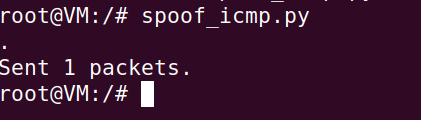 root@VM:/# spoof_icmp.py
.
Sent 1 packets.
root@VM:/#